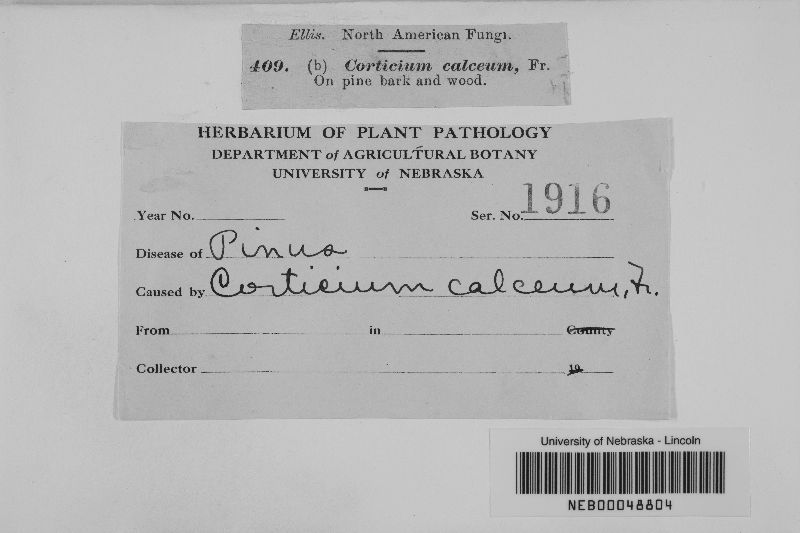 Ellis. North American Fungi.
409. (b) Corticium calceum, Fr.
On pine bark and wood.
HERBARIUM OF PLANT PATHOLOGY
DEPARTMENT of AGRICULTURAL BOTANY
UNIVERSITY of NEBRASKA
Year No. Ser. No. 1916
Disease of Pinus
Caused by Corticium calceum, Fr.
From in County
Collector 19
University of Nebraska - Lincoln
NEB00048804